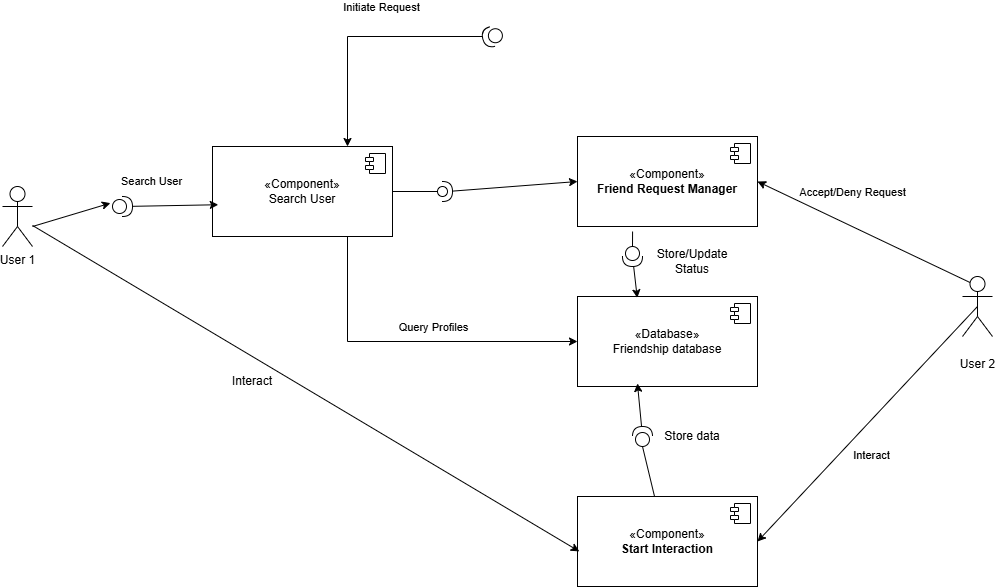 Initiate Request
Search User
«Component»
Search User
«Component»
Friend Request Manager
Accept/Deny Request
User 1
Store/Update
Status
Query Profiles
«Database»
Friendship database
User 2
Interact
Store data
Interact
«Component»
Start Interaction